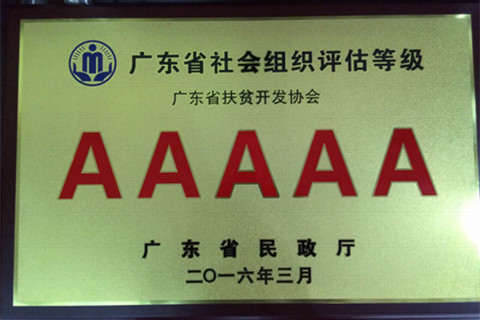 广东省社会组织评估等级
广东省扶贫开发协会
AAAAA
广东省民政厅
二〇一六年三月